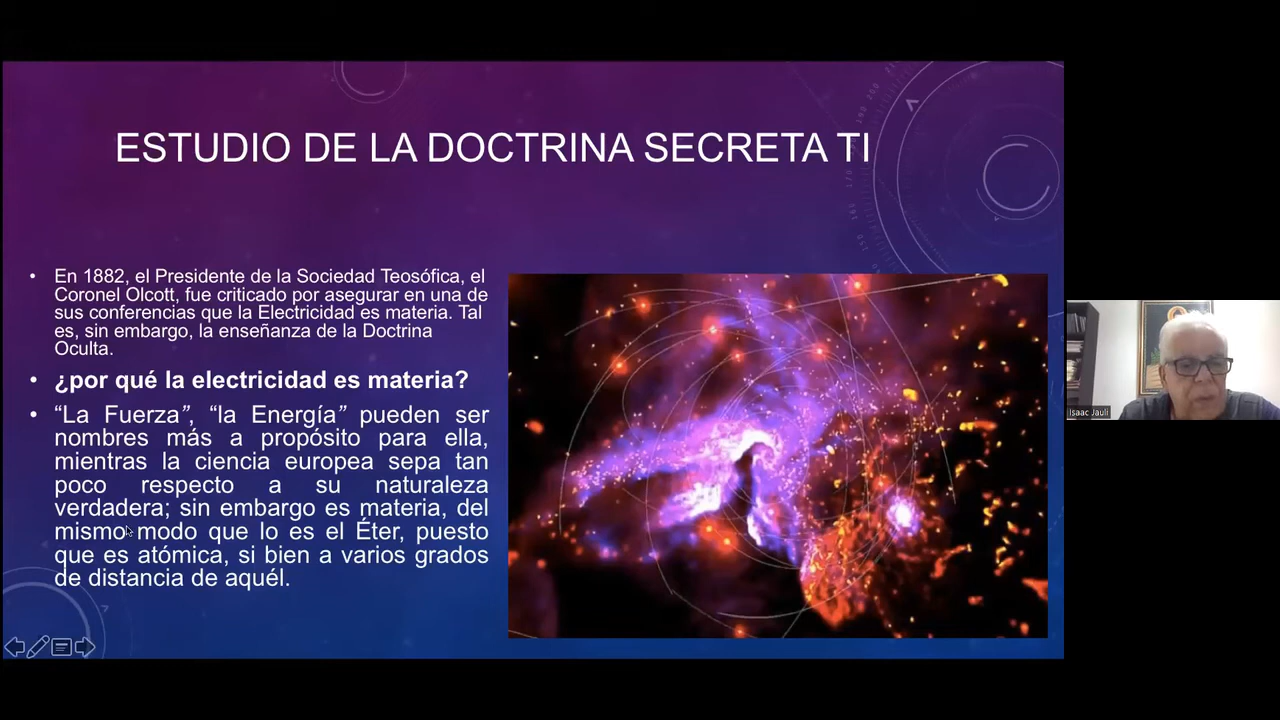 ESTUDIO DE LA DOCTRINA SECRETA TI
• En 1882, el Presidente de la Sociedad Teosófica, el
Coronel Olcott, fue criticado por asegurar en una de
sus conferencias que la Electricidad es materia. Tal
es, sin embargo, la enseñanza de la Doctrina
Oculta.
• ¿por qué la electricidad es materia?
• “La Fuerza”, “la Energía” pueden ser
nombres más a propósito para ella,
mientras la ciencia europea sepa tan
poco respecto a su naturaleza
verdadera; sin embargo es materia, del
mismo modo que lo es el Éter, puesto
que es atómica, si bien a varios grados
de distancia de aquél.
Isaac Jauli